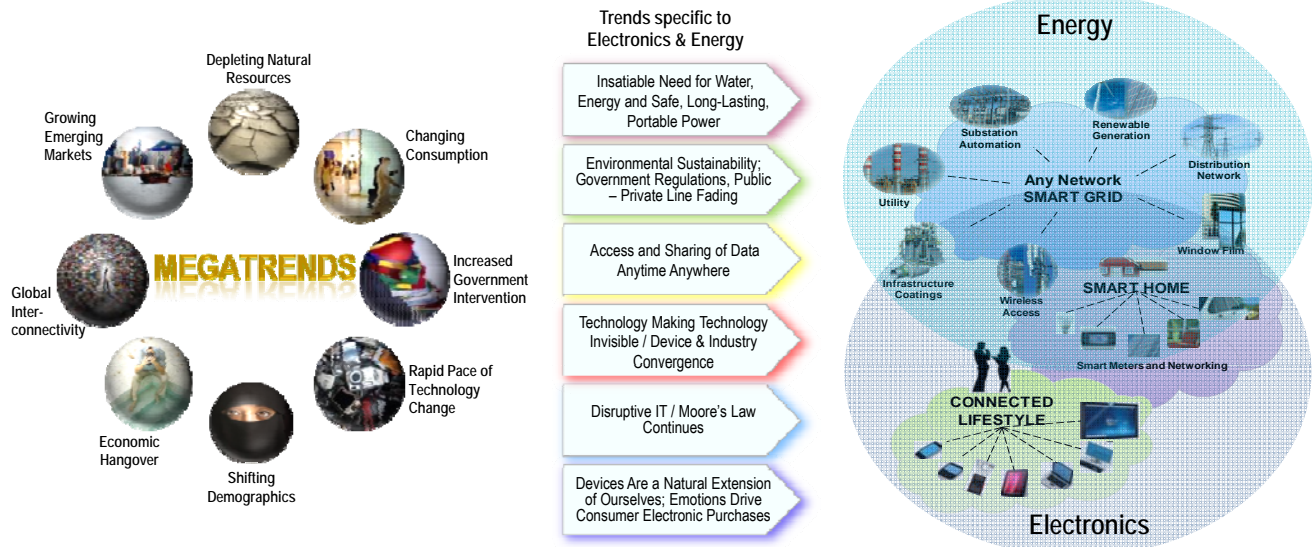 Depleting Natural
Resources
Growing
Emerging
Markets
Changing
Consumption
MEGATRENDS
Global
Inter-
connectivity
Increased
Government
Intervention
Rapid Pace of
Technology
Change
Economic
Hangover
Shifting
Demographics
Trends specific to
Electronics & Energy
Insatiable Need for Water,
Energy and Safe, Long-Lasting,
Portable Power
Environmental Sustainability;
Government Regulations, Public
– Private Line Fading
Access and Sharing of Data
Anytime Anywhere
Technology Making Technology
Invisible / Device & Industry
Convergence
Disruptive IT / Moore's Law
Continues
Devices Are a Natural Extension
of Ourselves; Emotions Drive
Consumer Electronic Purchases
Energy
Substation
Automation
Renewable
Generation
Distribution
Network
Utility
Any Network
SMART GRID
Window Film
Infrastructure
Coatings
Wireless
Access
SMART HOME
Smart Meters and Networking
CONNECTED
LIFESTYLE
Electronics